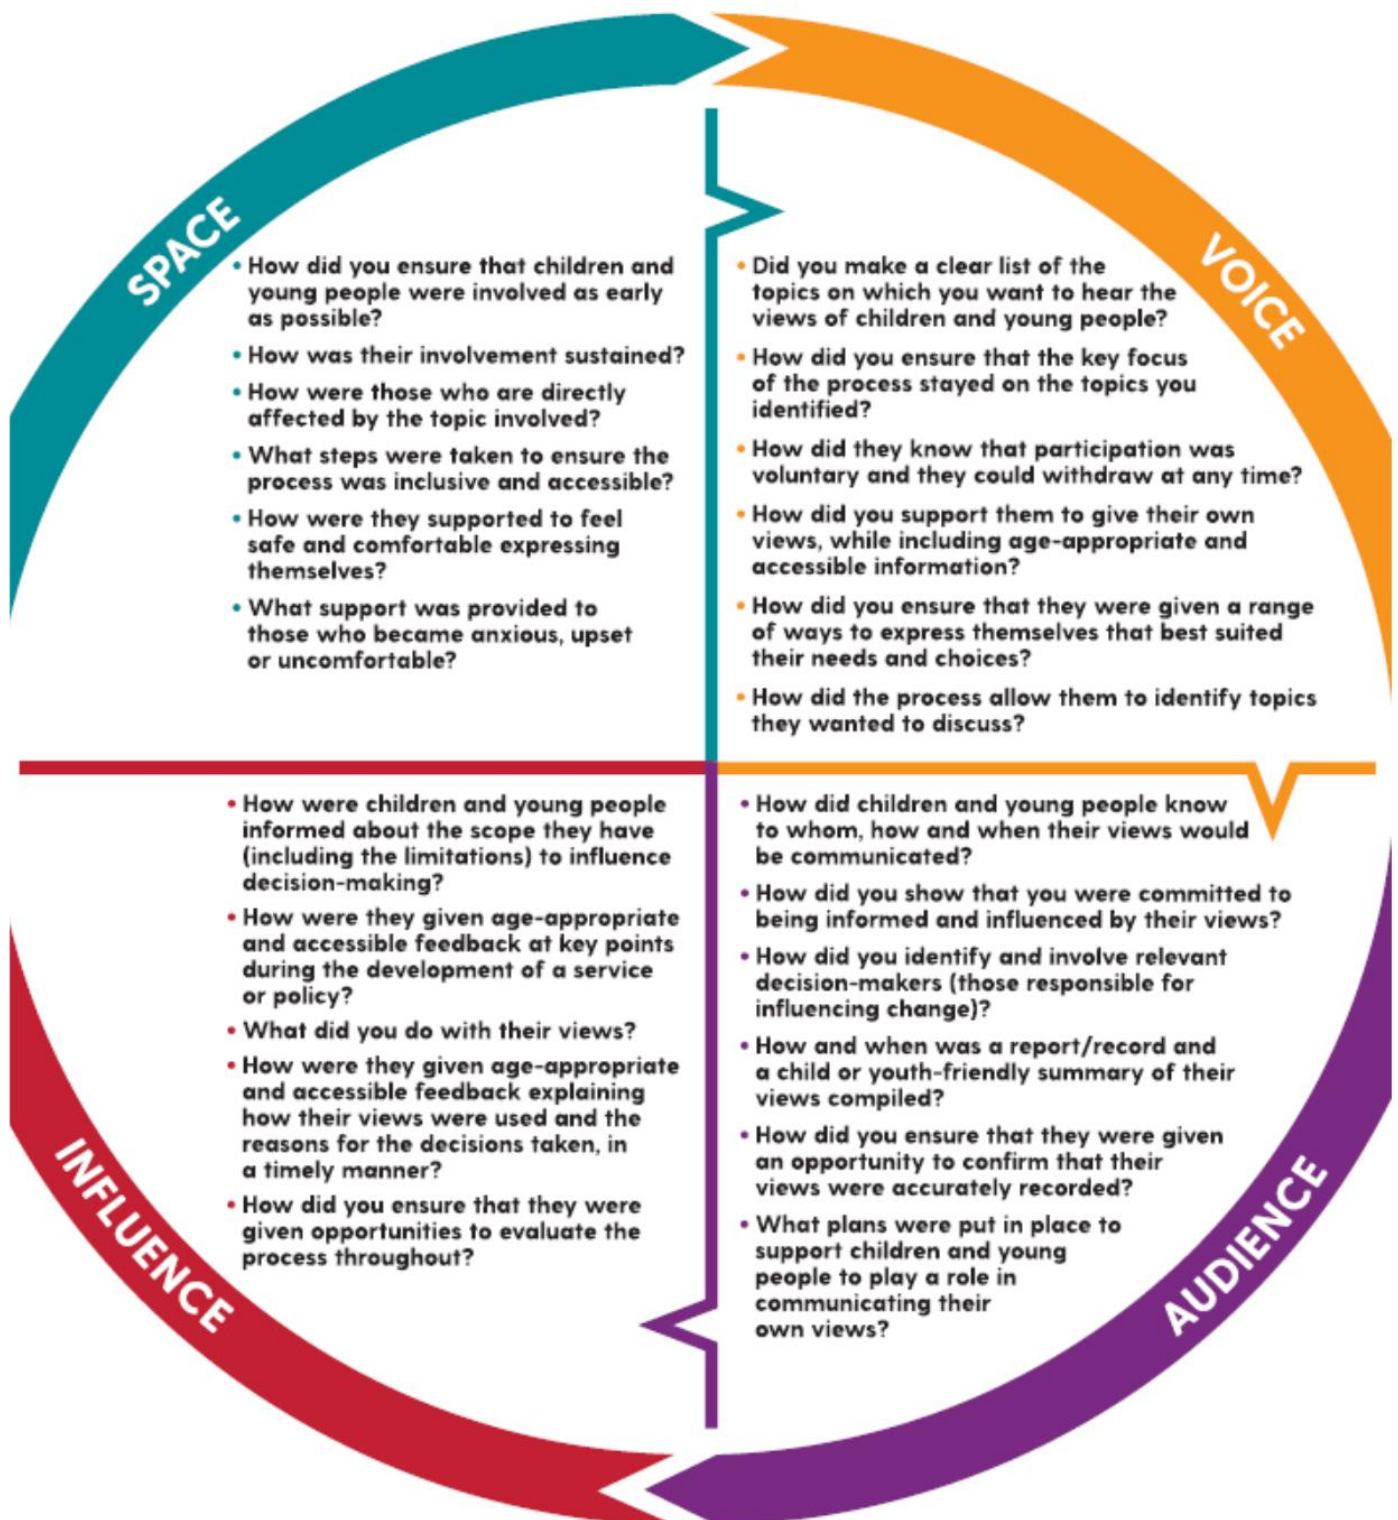 SPACE
• How did you ensure that children and
young people were involved as early
as possible?
• How was their involvement sustained?
• How were those who are directly
affected by the topic involved?
• What steps were taken to ensure the
process was inclusive and accessible?
• How were they supported to feel
safe and comfortable expressing
themselves?
• What support was provided to
those who became anxious, upset
or uncomfortable?
VOICE
• Did you make a clear list of the
topics on which you want to hear the
views of children and young people?
• How did you ensure that the key focus
of the process stayed on the topics you
identified?
• How did they know that participation was
voluntary and they could withdraw at any time?
• How did you support them to give their own
views, while including age-appropriate and
accessible information?
• How did you ensure that they were given a range
of ways to express themselves that best suited
their needs and choices?
• How did the process allow them to identify topics
they wanted to discuss?
• How did children and young people know
to whom, how and when their views would
be communicated?
• How did you show that you were committed to
being informed and influenced by their views?
• How did you identify and involve relevant
decision-makers (those responsible for
influencing change)?
• How and when was a report/record and
a child or youth-friendly summary of their
views compiled?
• How did you ensure that they were given
an opportunity to confirm that their
views were accurately recorded?
• What plans were put in place to
support children and young
people to play a role in
communicating their
own views?
AUDIENCE
• How were children and young people
informed about the scope they have
(including the limitations) to influence
decision-making?
• How were they given age-appropriate
and accessible feedback at key points
during the development of a service
or policy?
• What did you do with their views?
• How were they given age-appropriate
and accessible feedback explaining
how their views were used and the
reasons for the decisions taken, in
a timely manner?
• How did you ensure that they were
given opportunities to evaluate the
process throughout?
INFLUENCE